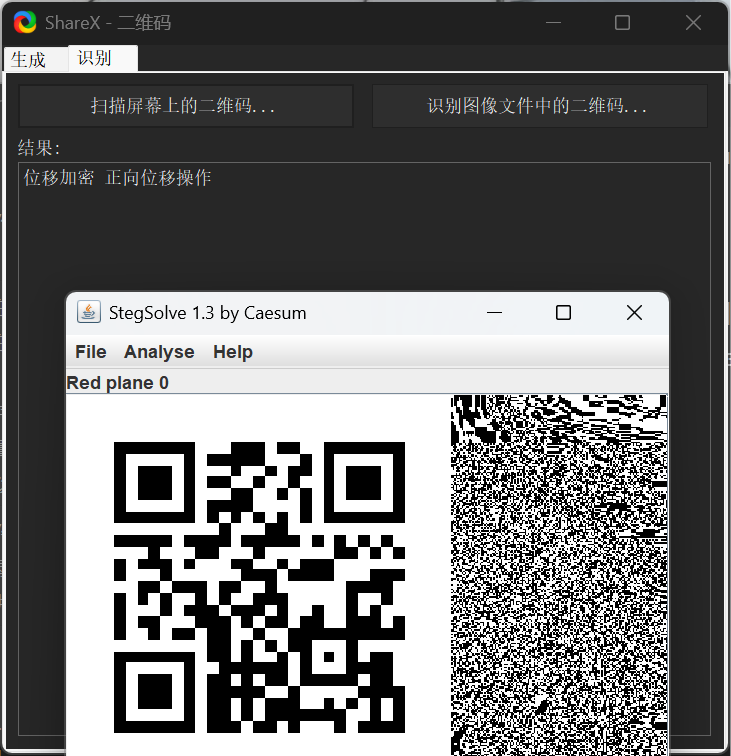 ShareX - 二维码
生成 识别
扫描屏幕上的二维码... 识别图像文件中的二维码...
结果:
位移加密 正向位移操作
StegSolve 1.3 by Caesum
File Analyse Help
Red plane 0